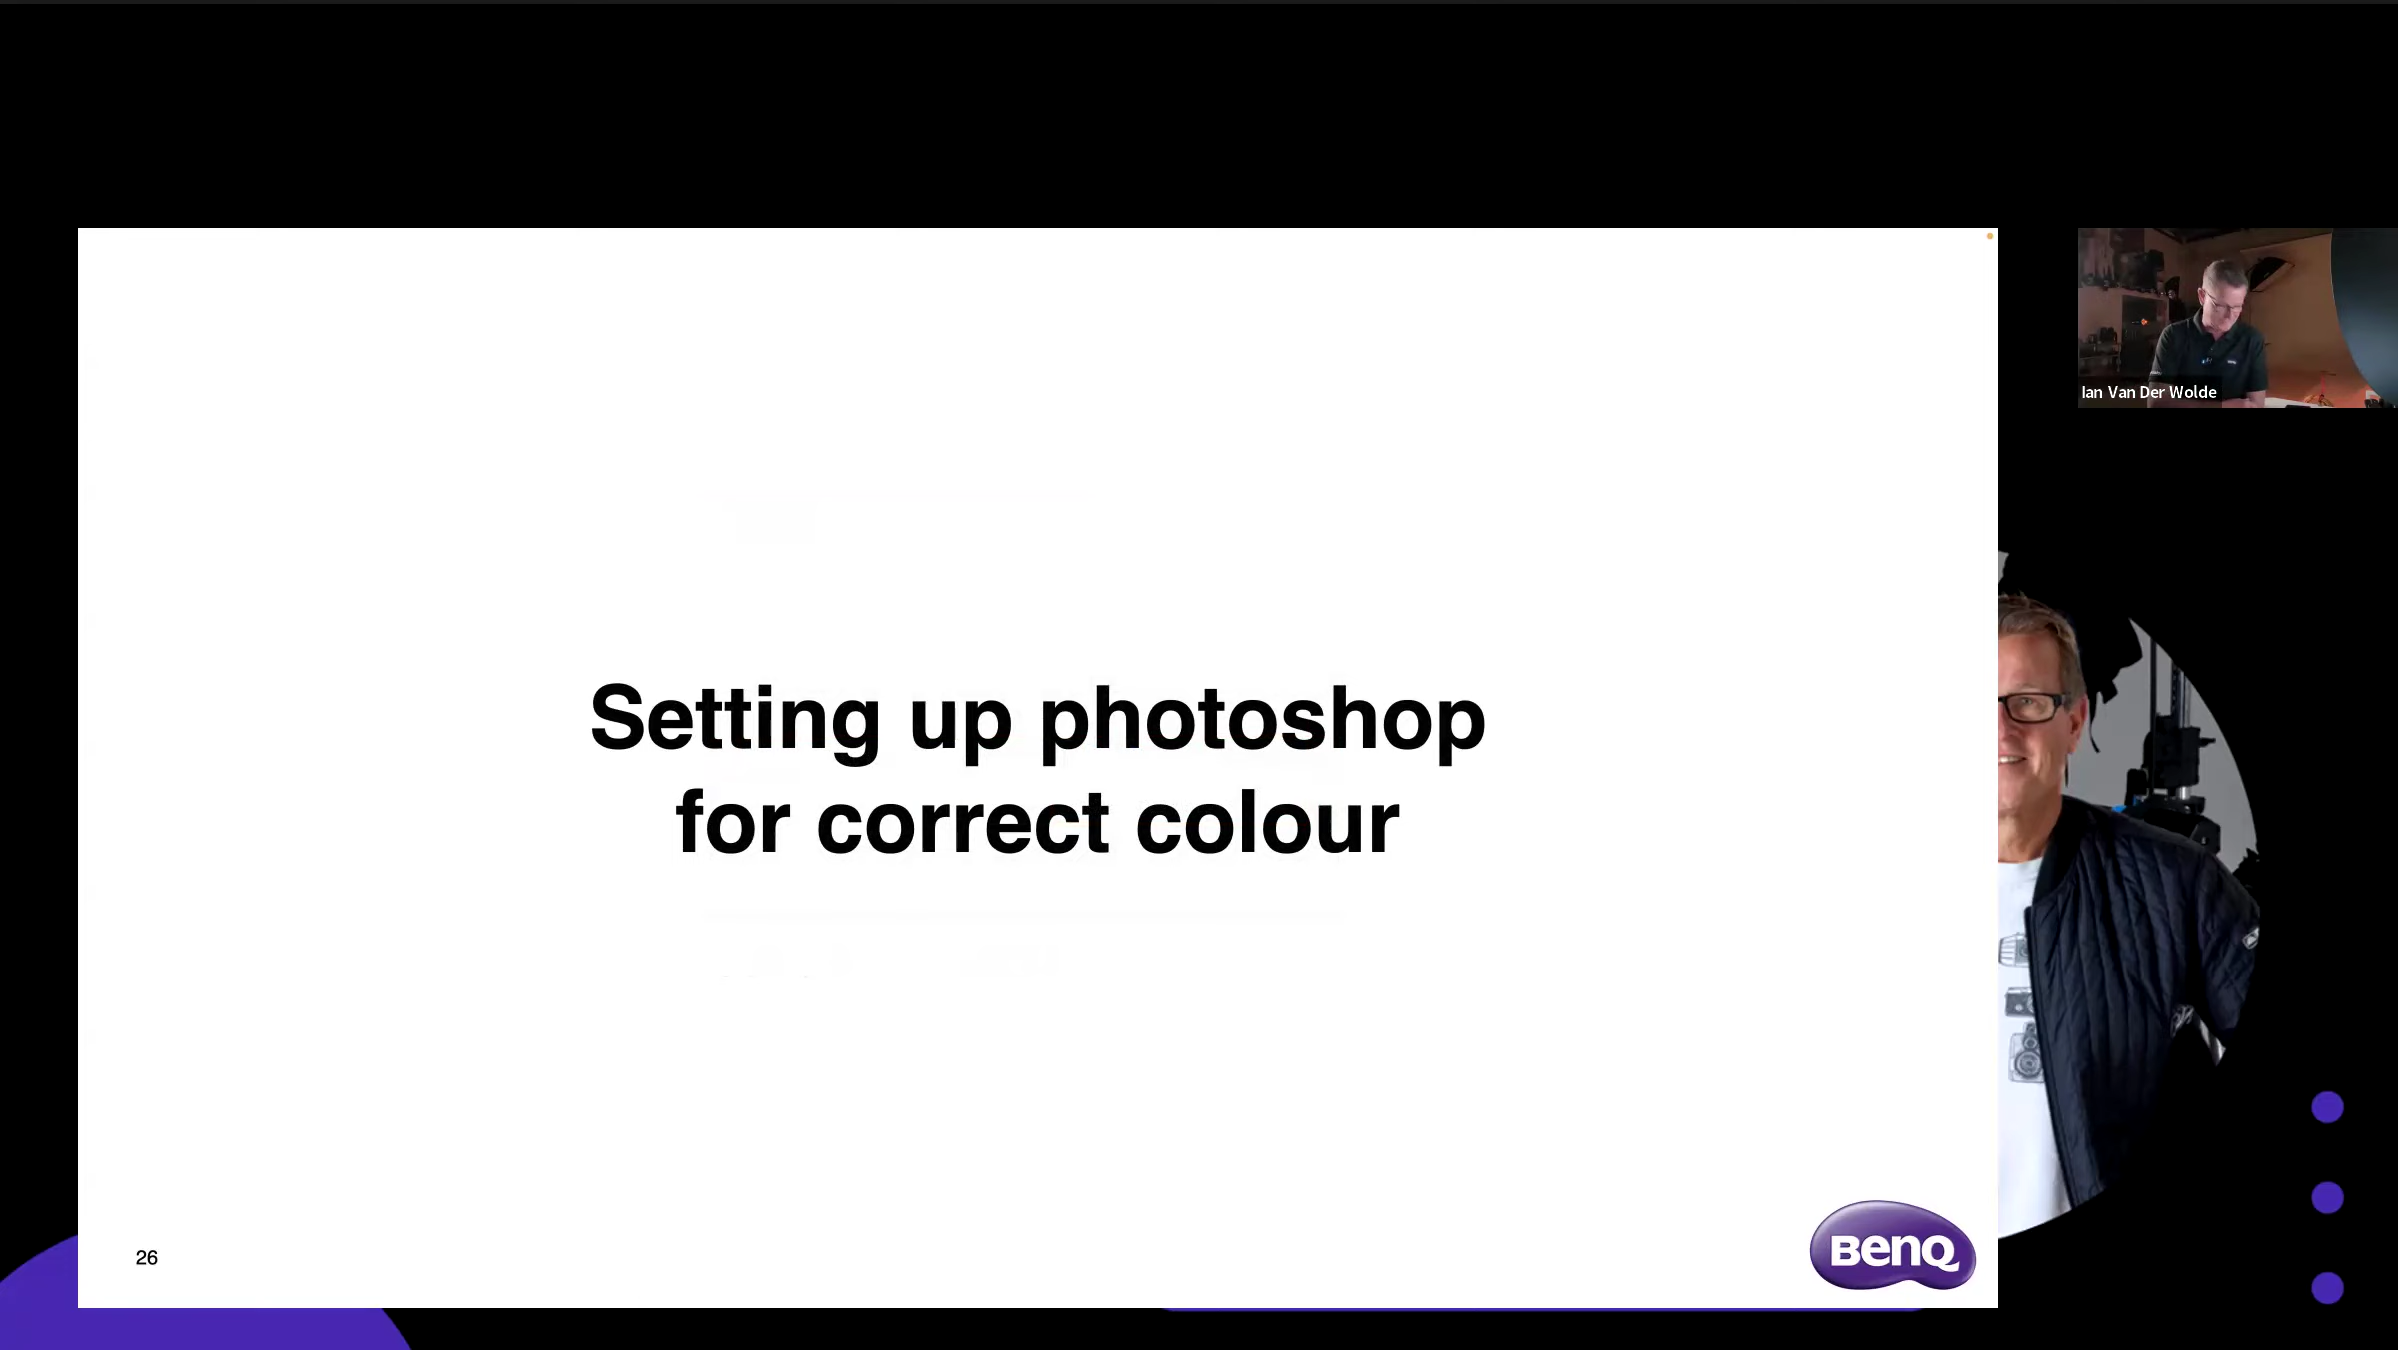 Setting up photoshop
for correct colour
Ian Van Der Wolde
26
BenQ